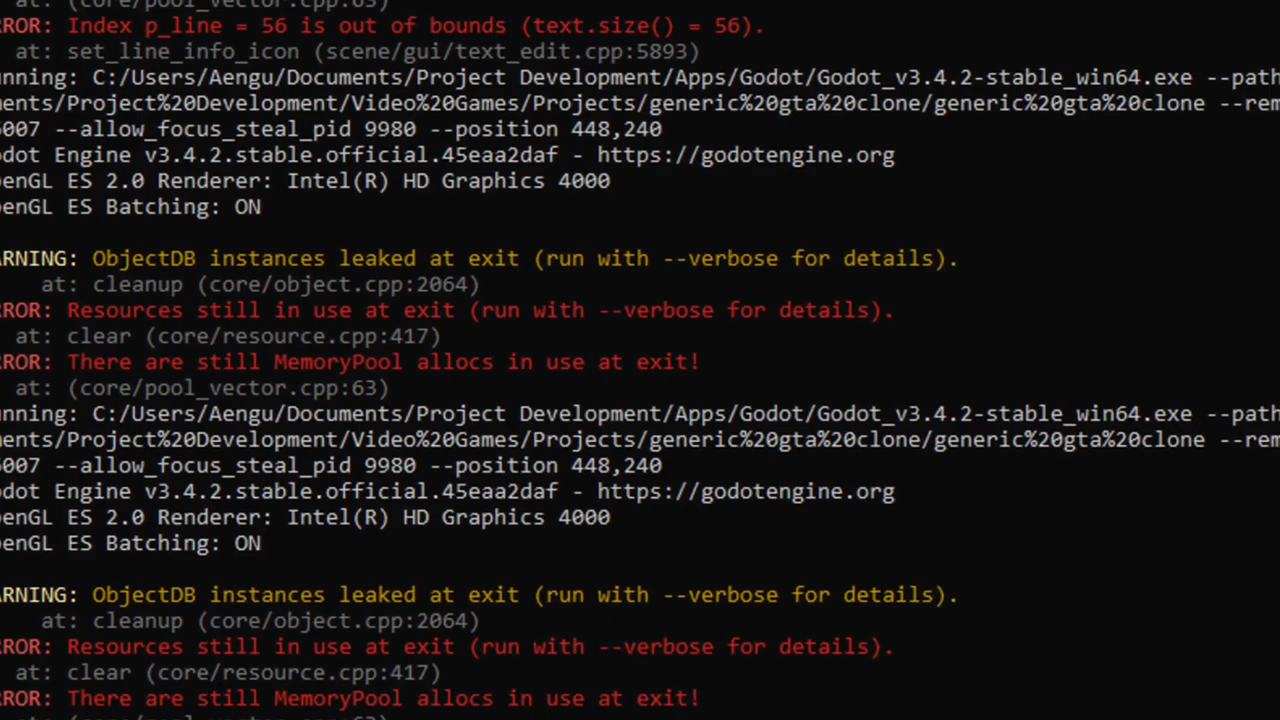 at: (core/pool_vector.cpp:63)
RROR: Index p_line = 56 is out of bounds (text.size() = 56).
at: set_line_info_icon (scene/gui/text_edit.cpp:5893)
unning: C:/Users/Aengu/Documents/Project Development/Apps/Godot/Godot_v3.4.2-stable_win64.exe --path
ments/Project%20Development/Video%20Games/Projects/generic%20gta%20clone/generic%20gta%20clone --rem
6007 --allow_focus_steal_pid 9980 --position 448,240
odot Engine v3.4.2.stable.official.45eaa2daf - https://godotengine.org
penGL ES 2.0 Renderer: Intel(R) HD Graphics 4000
penGL ES Batching: ON
ARNING: ObjectDB instances leaked at exit (run with --verbose for details).
at: cleanup (core/object.cpp:2064)
RROR: Resources still in use at exit (run with --verbose for details).
at: clear (core/resource.cpp:417)
RROR: There are still MemoryPool allocs in use at exit!
at: (core/pool_vector.cpp:63)
unning: C:/Users/Aengu/Documents/Project Development/Apps/Godot/Godot_v3.4.2-stable_win64.exe --path
ments/Project%20Development/Video%20Games/Projects/generic%20gta%20clone/generic%20gta%20clone --rem
6007 --allow_focus_steal_pid 9980 --position 448,240
odot Engine v3.4.2.stable.official.45eaa2daf - https://godotengine.org
penGL ES 2.0 Renderer: Intel(R) HD Graphics 4000
penGL ES Batching: ON
ARNING: ObjectDB instances leaked at exit (run with --verbose for details).
at: cleanup (core/object.cpp:2064)
RROR: Resources still in use at exit (run with --verbose for details).
at: clear (core/resource.cpp:417)
RROR: There are still MemoryPool allocs in use at exit!
at: (core/pool_vector.cpp:63)